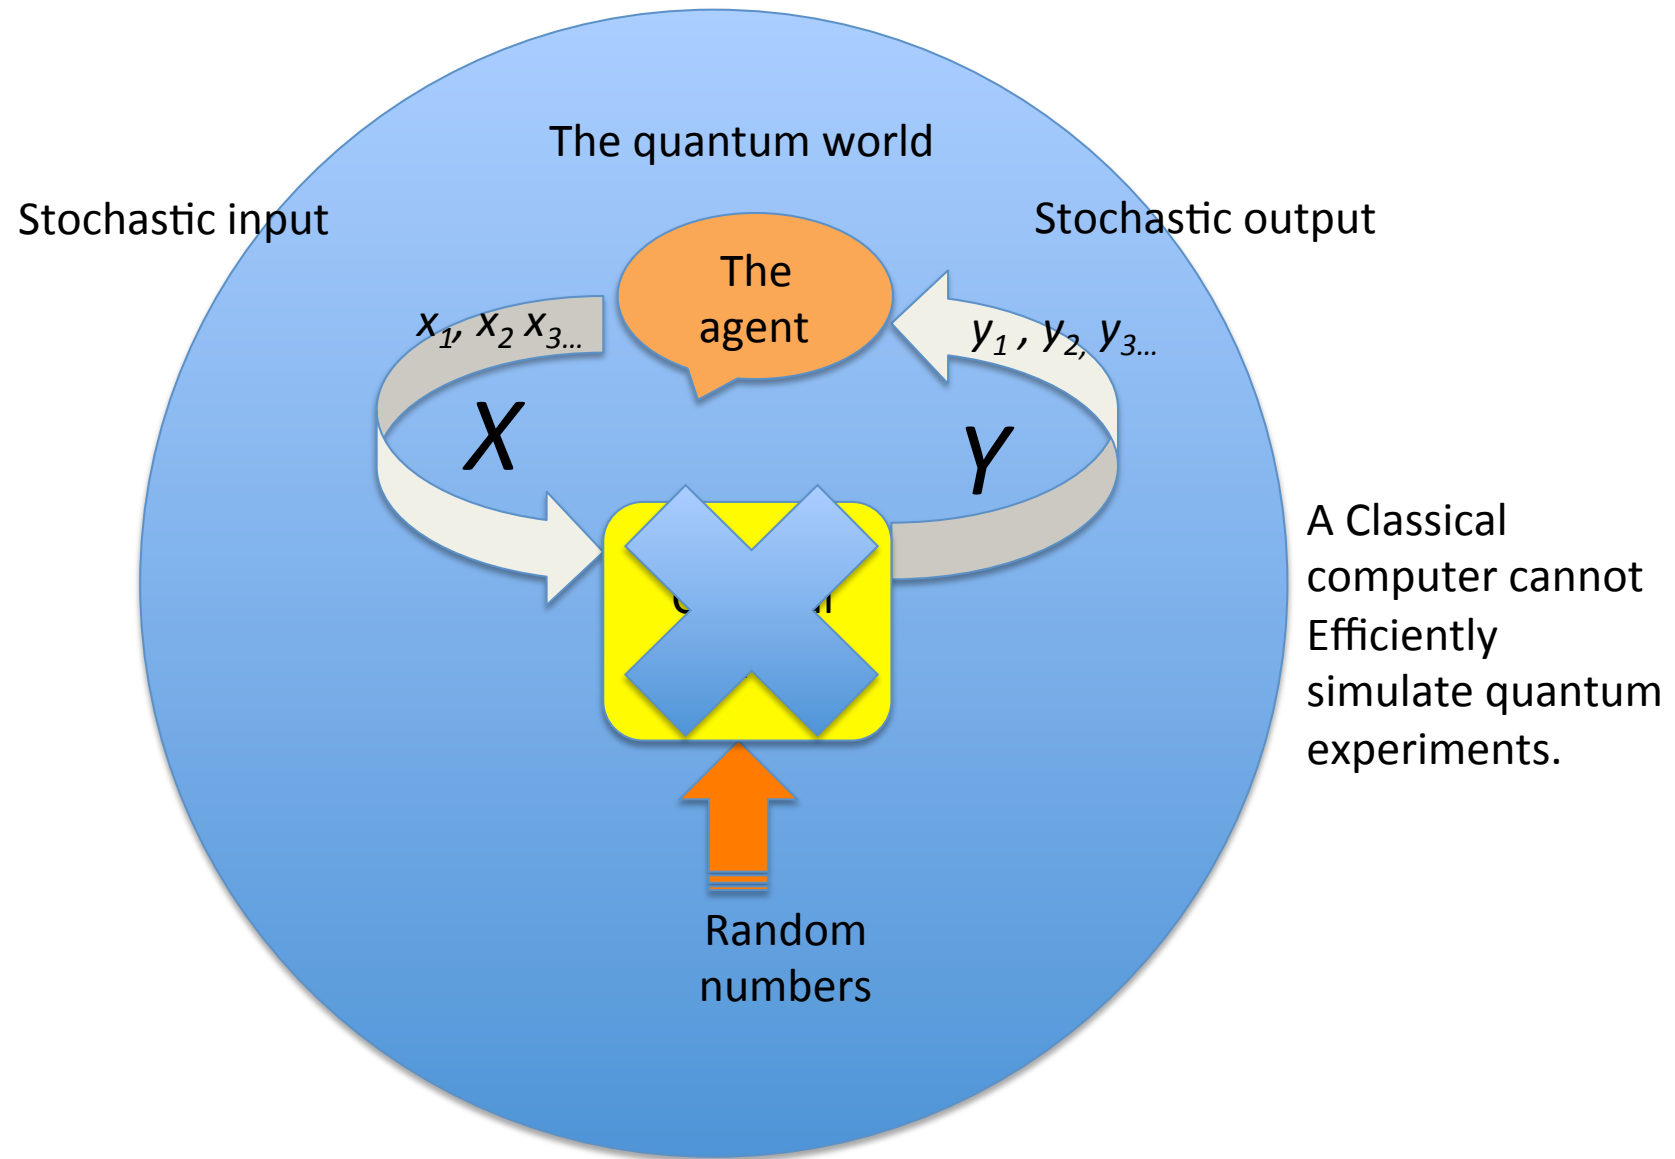 The quantum world
Stochastic input
Stochastic output
The
agent
x1, x2 x3...
y1 , y2, y3...
X
Y
A Classical
computer cannot
Efficiently
simulate quantum
experiments.
Random
numbers